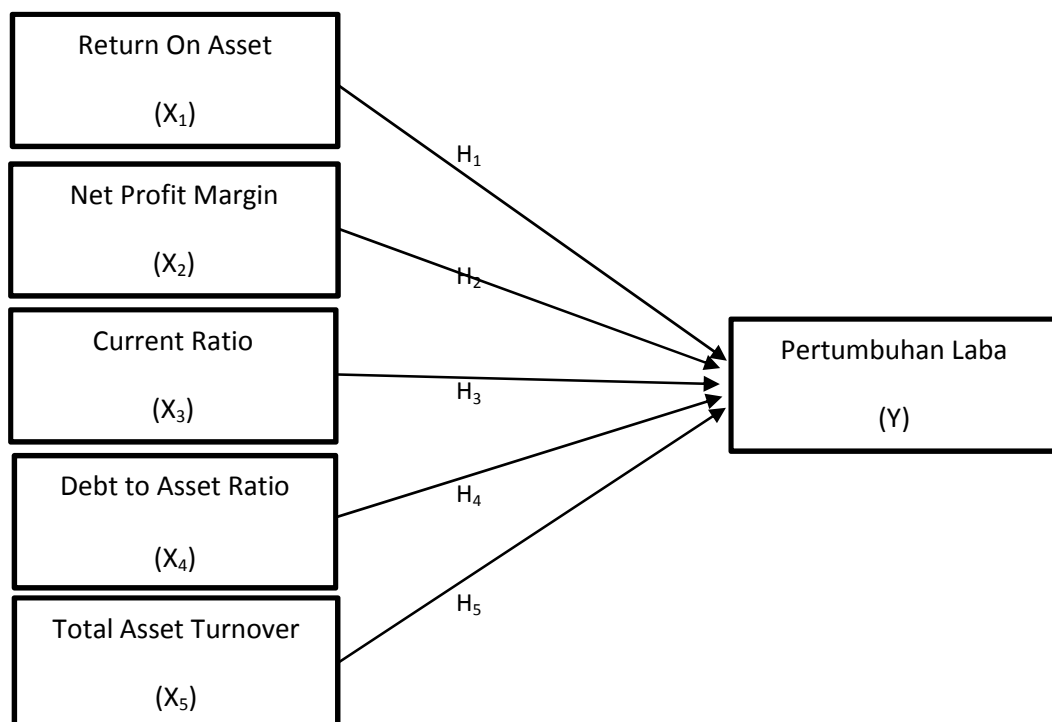 Return On Asset
(X₁)
H₁
Net Profit Margin
(X₂)
H₂
Current Ratio
(X₃)
H₃
Debt to Asset Ratio
(X₄)
H₄
Total Asset Turnover
(X₅)
H₅
Pertumbuhan Laba
(Y)